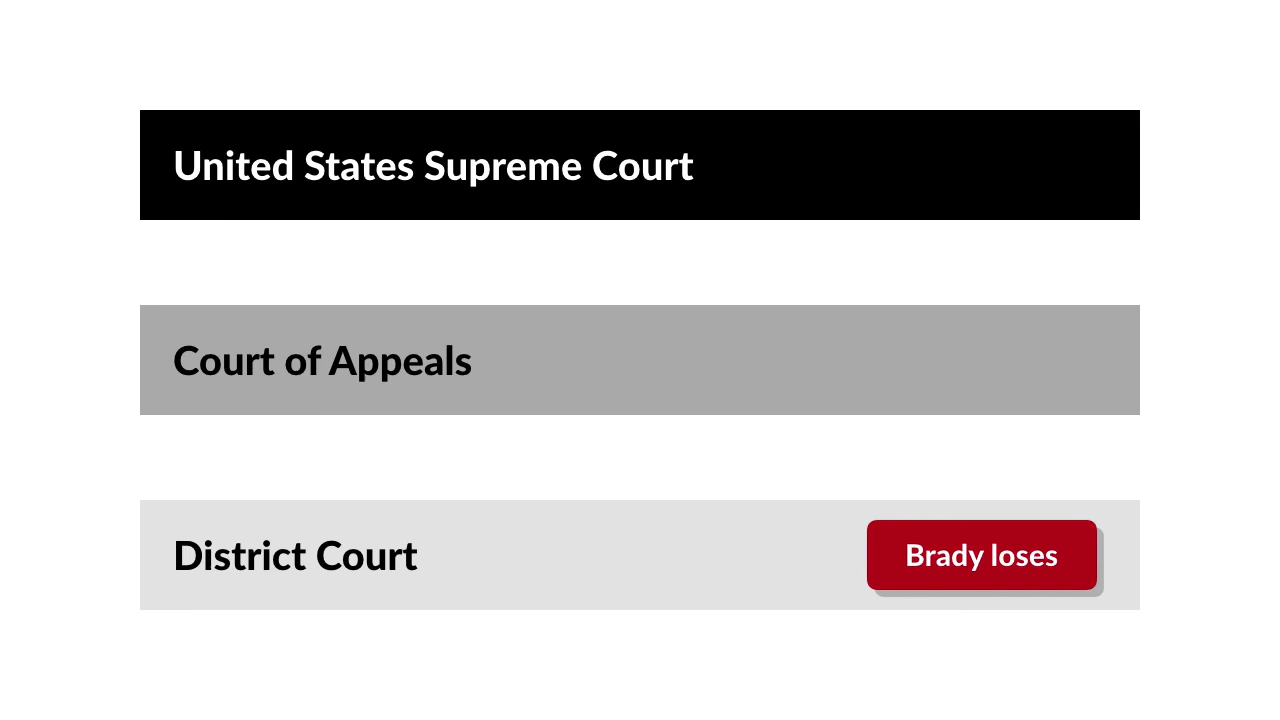 United States Supreme Court
Court of Appeals
District Court
Brady loses